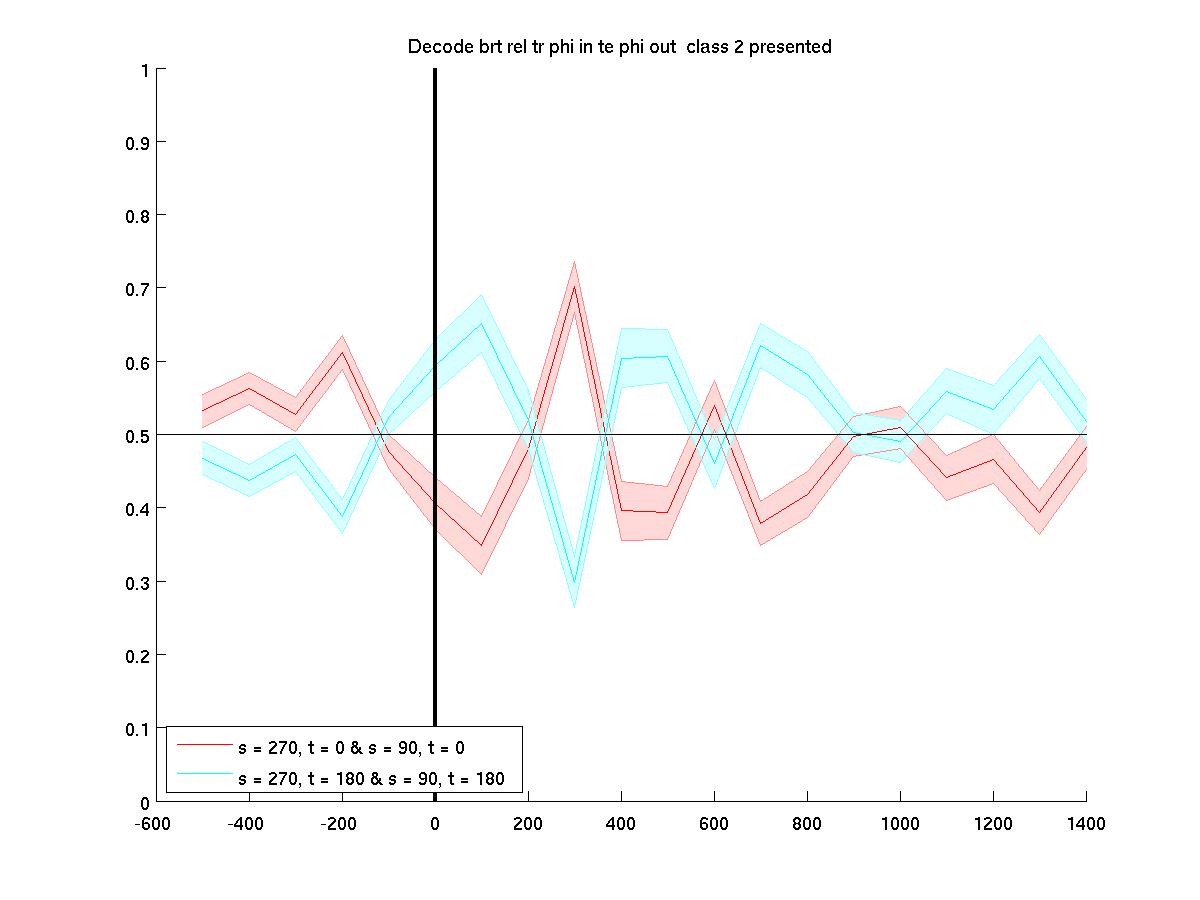 Decode brt rel tr phi in te phi out  class 2 presented
1
0.9
0.8
0.7
0.6
0.5
0.4
0.3
0.2
0.1
0
s = 270, t = 0 & s = 90, t = 0
s = 270, t = 180 & s = 90, t = 180
-600 -400 -200 0 200 400 600 800 1000 1200 1400